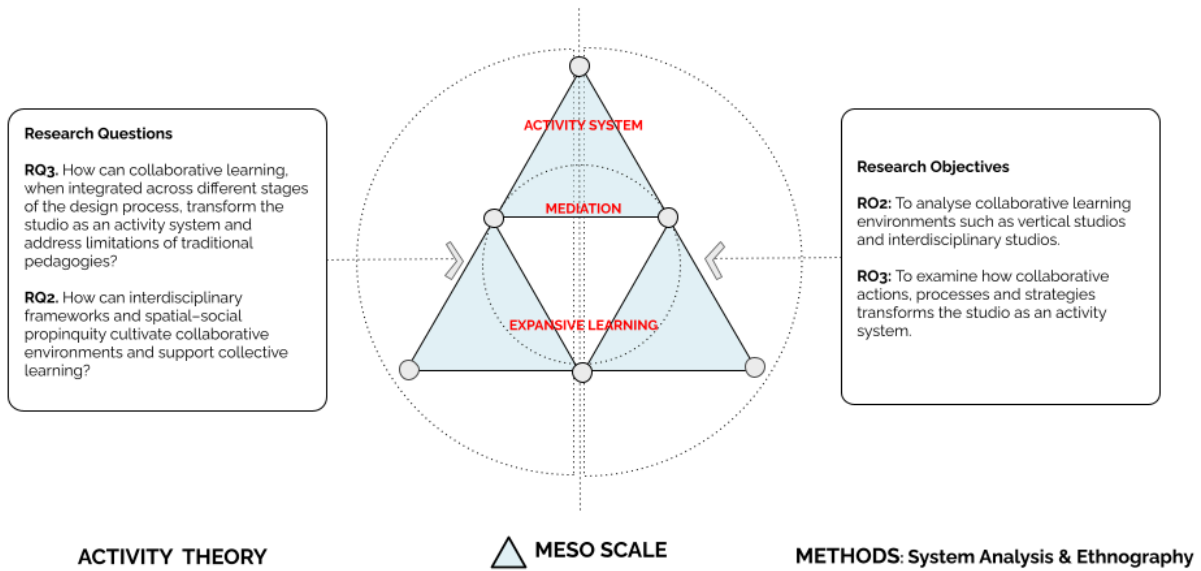 Research Questions
RQ3. How can collaborative learning,
when integrated across different stages
of the design process, transform the
studio as an activity system and
address limitations of traditional
pedagogies?
RQ2. How can interdisciplinary
frameworks and spatial–social
propinquity cultivate collaborative
environments and support collective
learning?
ACTIVITY SYSTEM
MEDIATION
EXPANSIVE LEARNING
Research Objectives
RO2: To analyse collaborative learning
environments such as vertical studios
and interdisciplinary studios.
RO3: To examine how collaborative
actions, processes and strategies
transforms the studio as an activity
system.
ACTIVITY THEORY
MESO SCALE
METHODS: System Analysis & Ethnography